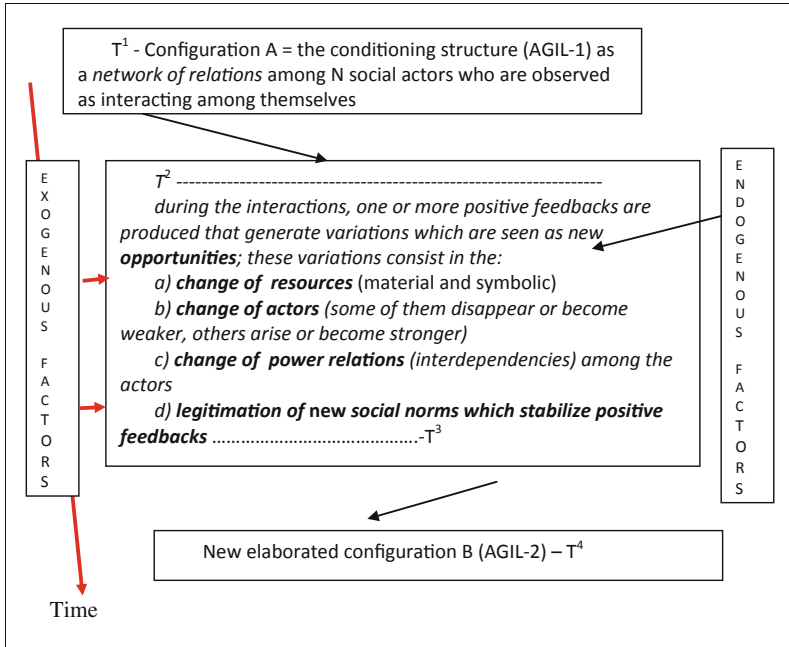 T¹ - Configuration A = the conditioning structure (AGIL-1) as
a network of relations among N social actors who are observed
as interacting among themselves
EXOGENOUS FACTORS
T² -------------------------------------------------------------------
during the interactions, one or more positive feedbacks are
produced that generate variations which are seen as new
opportunities; these variations consist in the:
a) change of resources (material and symbolic)
b) change of actors (some of them disappear or become
weaker, others arise or become stronger)
c) change of power relations (interdependencies) among the
actors
d) legitimation of new social norms which stabilize positive
feedbacks ………………………………….-T³
ENDOGENOUS FACTORS
New elaborated configuration B (AGIL-2) – T⁴
Time